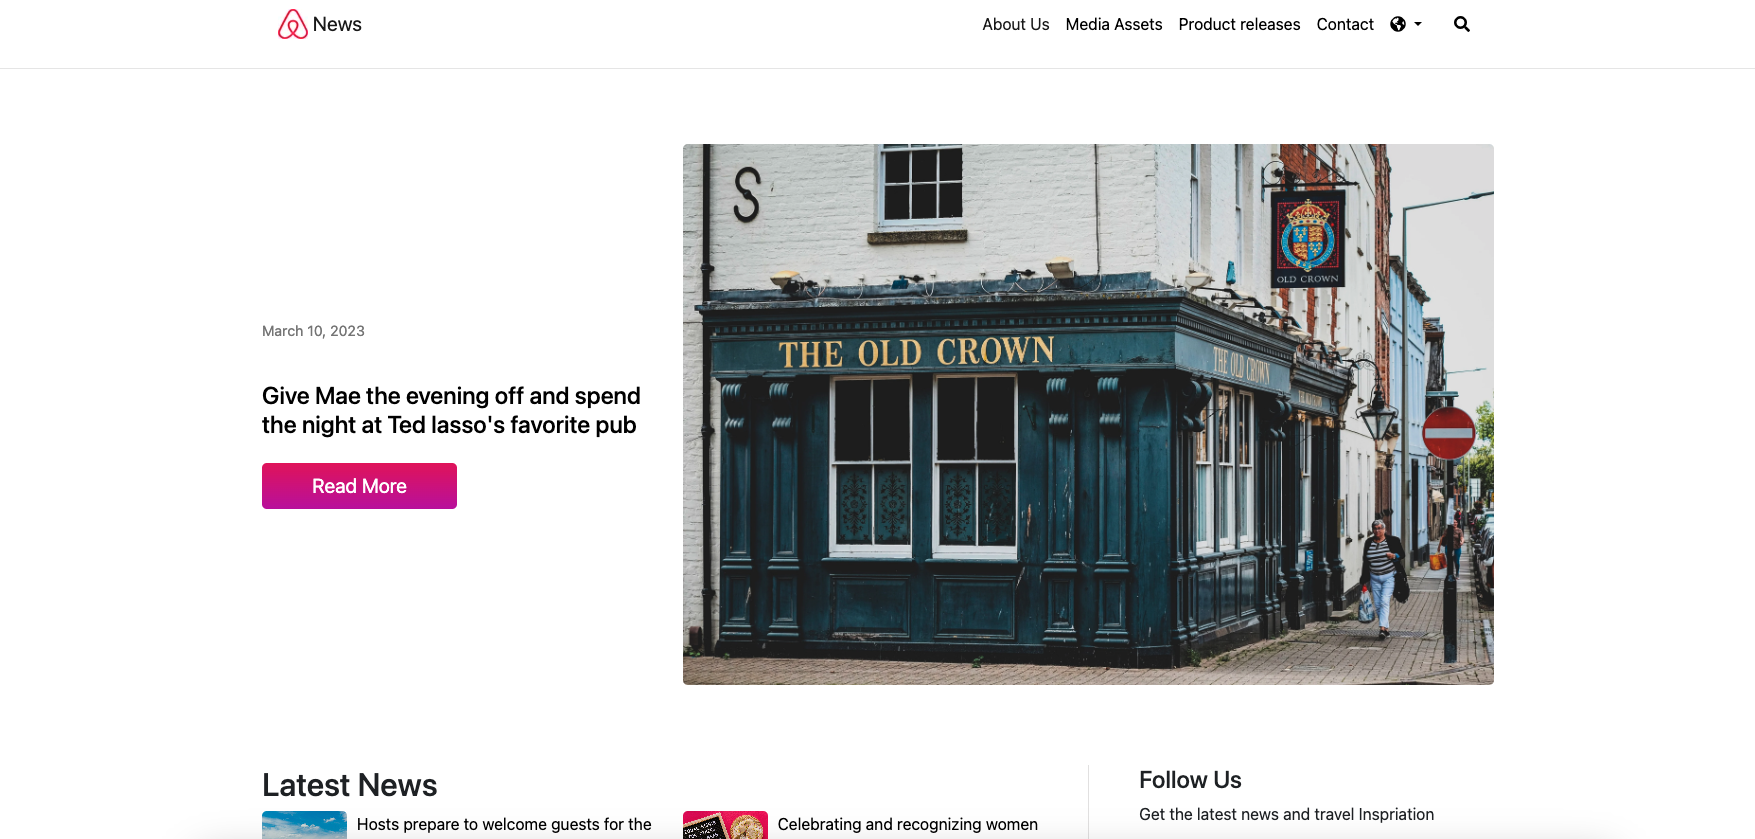 News
About Us
Media Assets
Product releases
Contact
S
OLD CROWN
THE OLD CROWN
THE OLD CROWN
March 10, 2023
Give Mae the evening off and spend
the night at Ted lasso's favorite pub
Read More
Latest News
Hosts prepare to welcome guests for the
Celebrating and recognizing women
Follow Us
Get the latest news and travel Inspriation